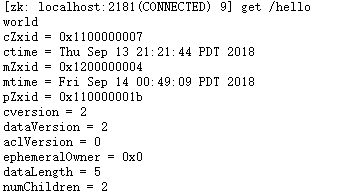 [zk: localhost:2181(CONNECTED) 9] get /hello
world
cZxid = 0x1100000007
ctime = Thu Sep 13 21:21:44 PDT 2018
mZxid = 0x1200000004
mtime = Fri Sep 14 00:49:09 PDT 2018
pZxid = 0x110000001b
cversion = 2
dataVersion = 2
aclVersion = 0
ephemeralOwner = 0x0
dataLength = 5
numChildren = 2